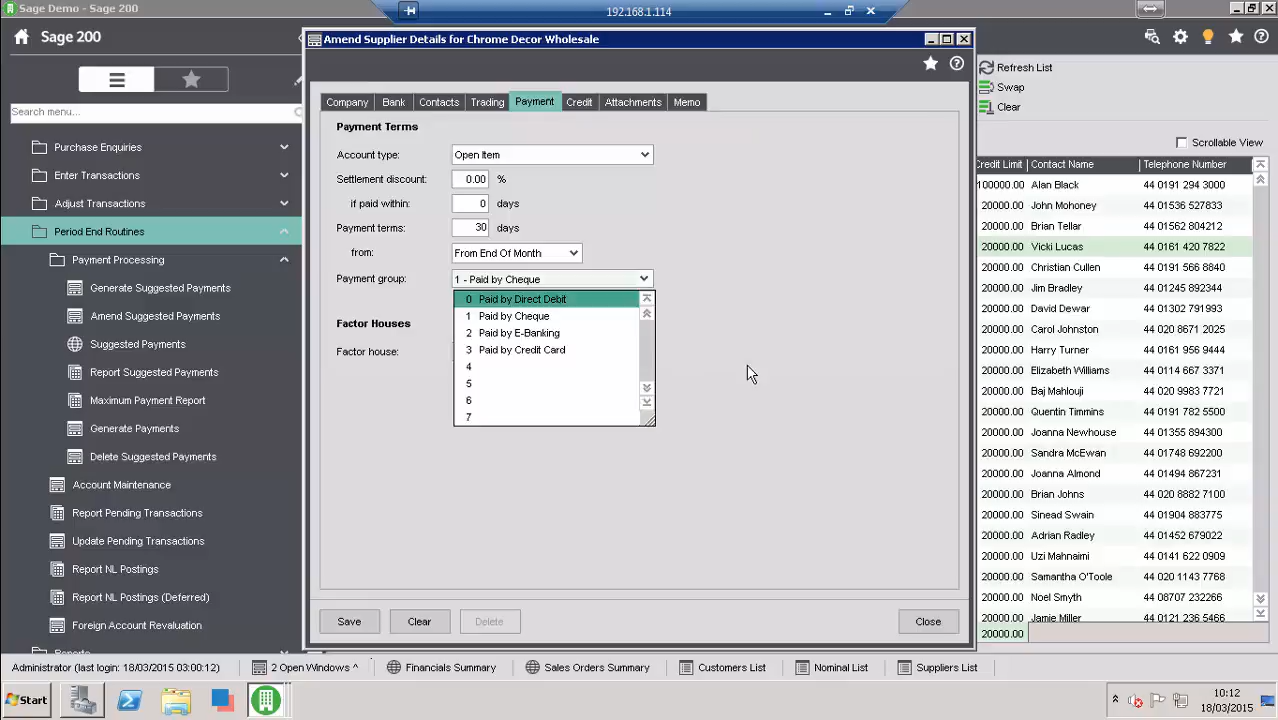 Sage Demo - Sage 200
192.168.1.114
Sage 200
Search menu...
Purchase Enquiries
Enter Transactions
Adjust Transactions
Period End Routines
Payment Processing
Generate Suggested Payments
Amend Suggested Payments
Suggested Payments
Report Suggested Payments
Maximum Payment Report
Generate Payments
Delete Suggested Payments
Account Maintenance
Report Pending Transactions
Update Pending Transactions
Report NL Postings
Report NL Postings (Deferred)
Foreign Account Revaluation
Reports
Amend Supplier Details for Chrome Decor Wholesale
Company Bank Contacts Trading Payment Credit Attachments Memo
Payment Terms
Account type: Open Item
Settlement discount: 0.00 %
if paid within: 0 days
Payment terms: 30 days
from: From End Of Month
Payment group: 1 - Paid by Cheque
0 Paid by Direct Debit
1 Paid by Cheque
2 Paid by E-Banking
3 Paid by Credit Card
4
5
6
7
Factor Houses
Factor house:
Save Clear Delete Close
Refresh List
Swap
Clear
Scrollable View
Credit Limit Contact Name Telephone Number
100000.00 Alan Black 44 0191 294 3000
20000.00 John Mohoney 44 01536 527833
20000.00 Brian Tellar 44 01562 804212
20000.00 Vicki Lucas 44 0181 420 7822
20000.00 Christian Cullen 44 0191 566 8840
20000.00 Jim Bradley 44 01245 892344
20000.00 David Dewar 44 01302 791993
20000.00 Carol Johnston 44 020 8671 2025
20000.00 Harry Turner 44 0161 956 9444
20000.00 Elizabeth Williams 44 0114 667 3371
20000.00 Baj Mahlouji 44 020 9983 7721
20000.00 Quentin Timmins 44 0191 782 5500
20000.00 Joanna Newhouse 44 01355 894300
20000.00 Sandra McEwan 44 01748 692200
20000.00 Joanna Almond 44 01494 867231
20000.00 Brian Johns 44 020 8882 7100
20000.00 Sinead Swain 44 01904 883775
20000.00 Adrian Radley 44 01452 679022
20000.00 Uzi Mahnaimi 44 0141 622 0909
20000.00 Samantha O'Toole 44 020 1143 7768
20000.00 Noel Smyth 44 08707 232266
20000.00 Jamie Miller 44 0121 236 5466
20000.00
Administrator (last login: 18/03/2015 03:00:12) 2 Open Windows ^ Financials Summary Sales Orders Summary Customers List Nominal List Suppliers List
Start
10:12
18/03/2015